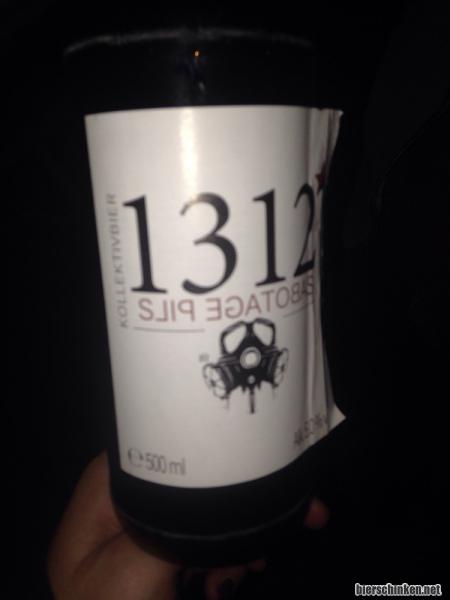 KOLLEKTIVBIER
1312
SABOTAGE PILS
℮ 500 ml
bierschinken.net